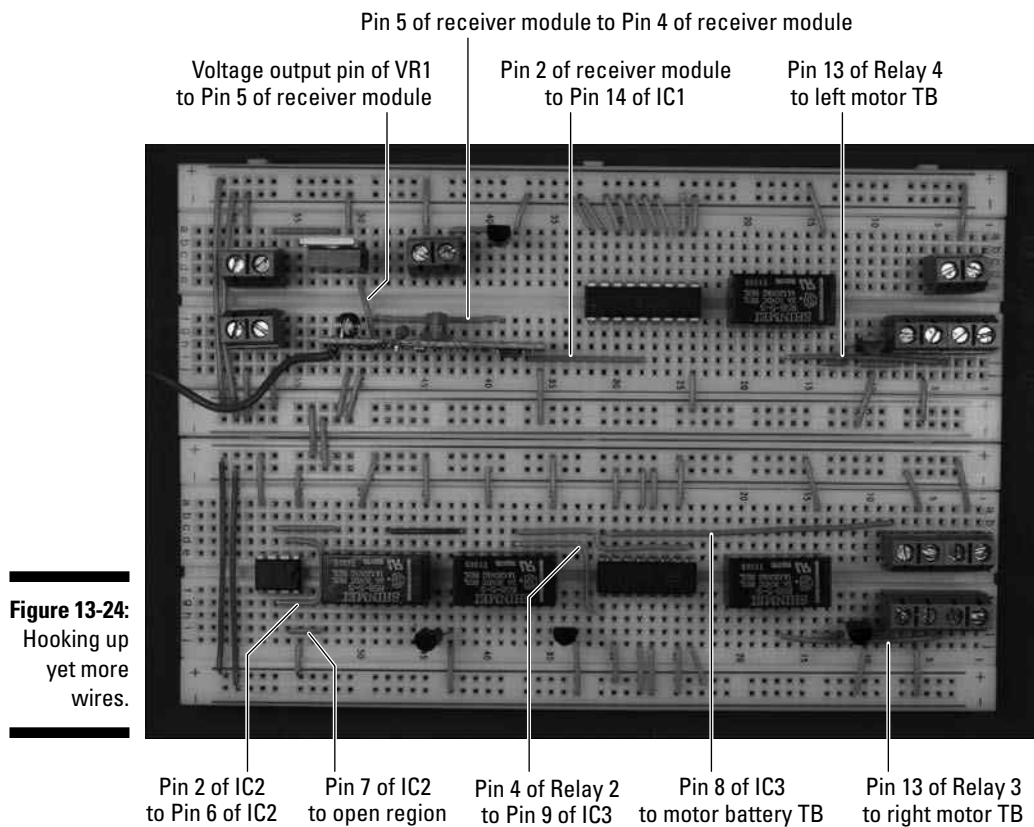 Pin 5 of receiver module to Pin 4 of receiver module
Voltage output pin of VR1
to Pin 5 of receiver module
Pin 2 of receiver module
to Pin 14 of IC1
Pin 13 of Relay 4
to left motor TB
Figure 13-24:
Hooking up
yet more
wires.
Pin 2 of IC2
to Pin 6 of IC2
Pin 7 of IC2
to open region
Pin 4 of Relay 2
to Pin 9 of IC3
Pin 8 of IC3
to motor battery TB
Pin 13 of Relay 3
to right motor TB